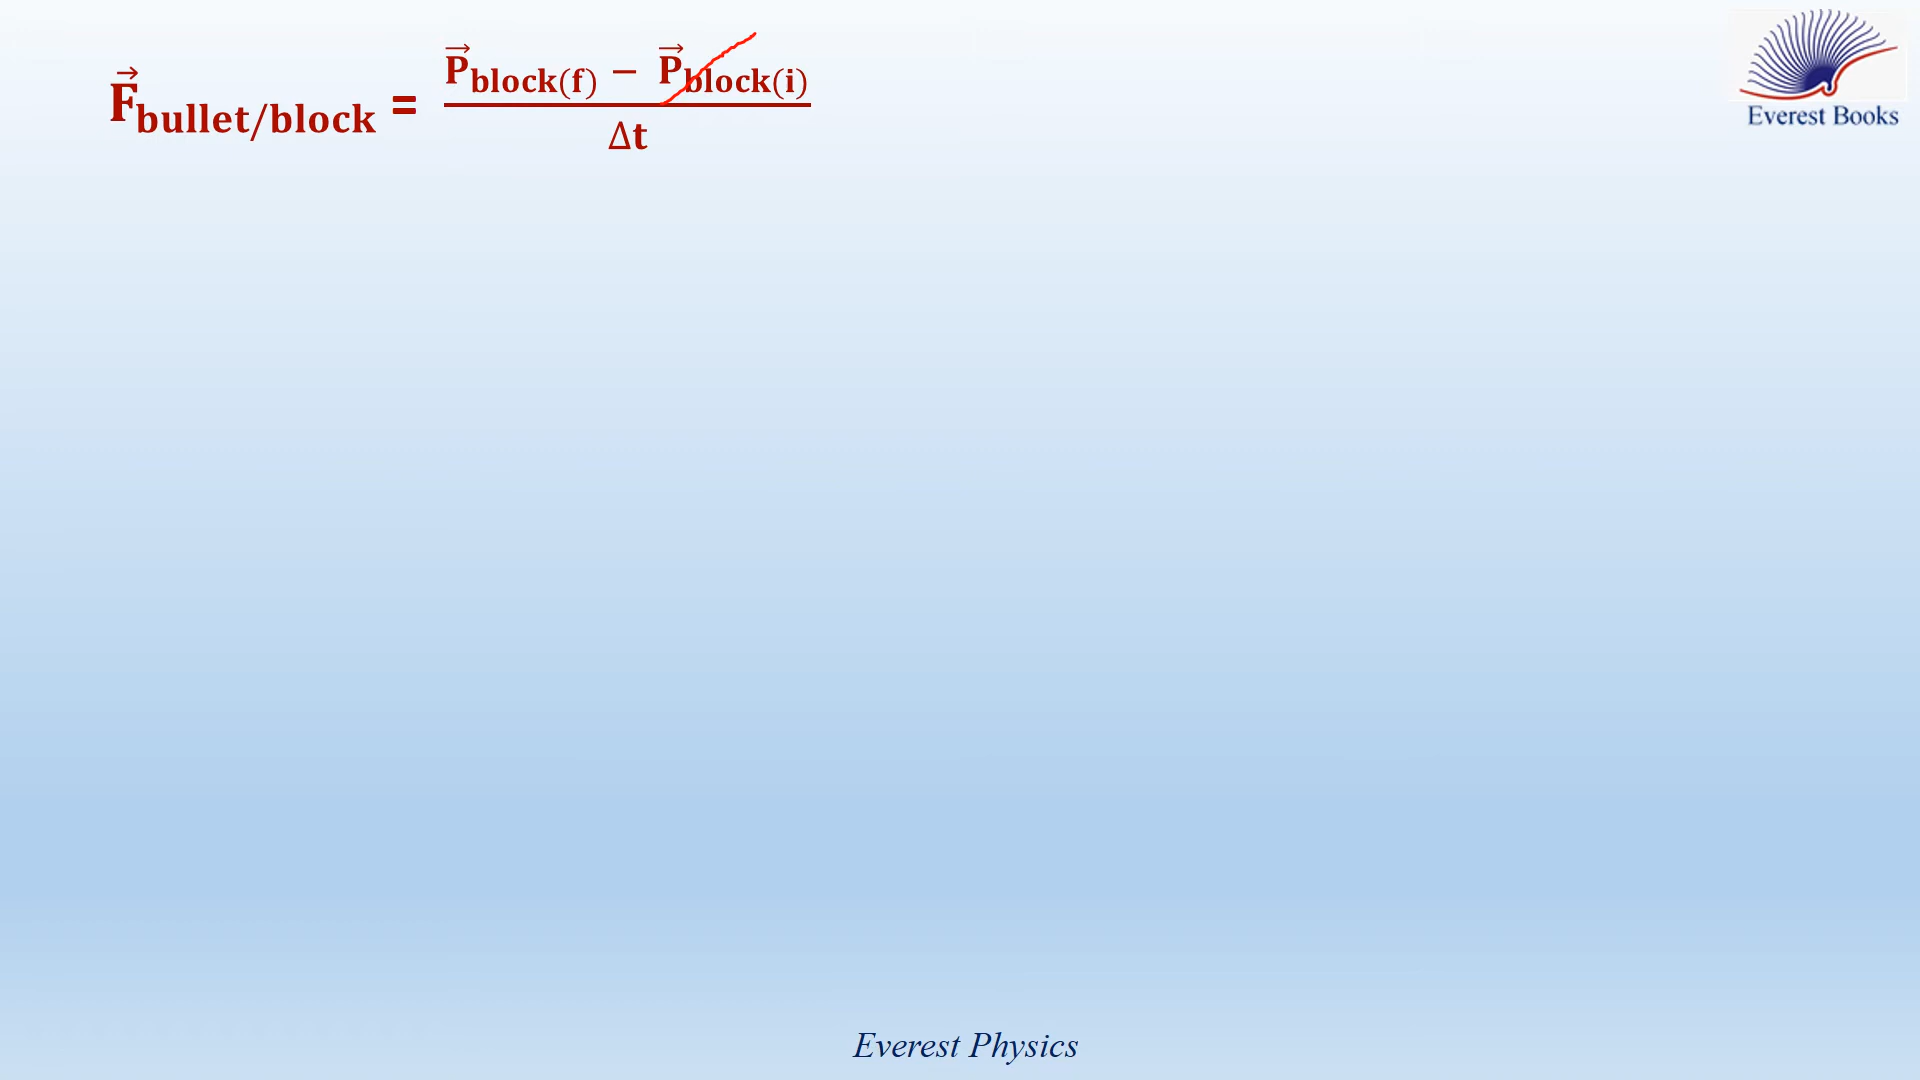 F⃗bullet/block = (P⃗block(f) − P⃗block(i)) / Δt
Everest Books
Everest Physics